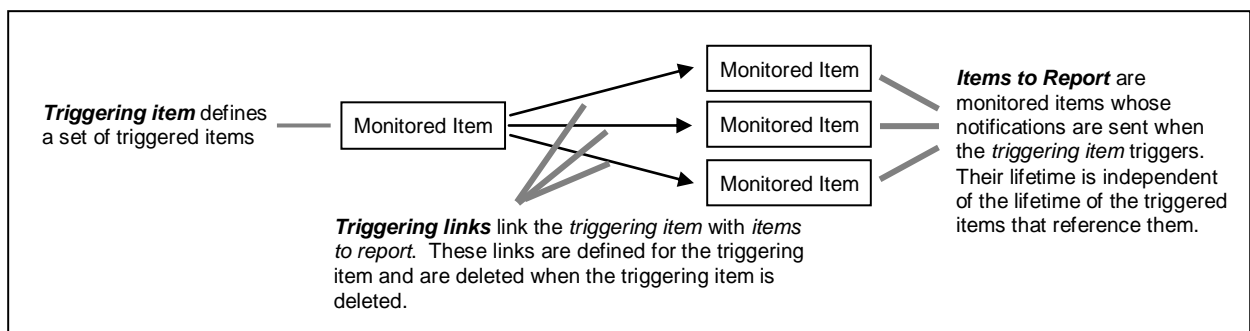 Triggering item defines
a set of triggered items
Monitored Item
Monitored Item
Monitored Item
Monitored Item
Triggering links link the triggering item with items
to report.  These links are defined for the triggering
item and are deleted when the triggering item is
deleted.
Items to Report are
monitored items whose
notifications are sent when
the triggering item triggers.
Their lifetime is independent
of the lifetime of the triggered
items that reference them.